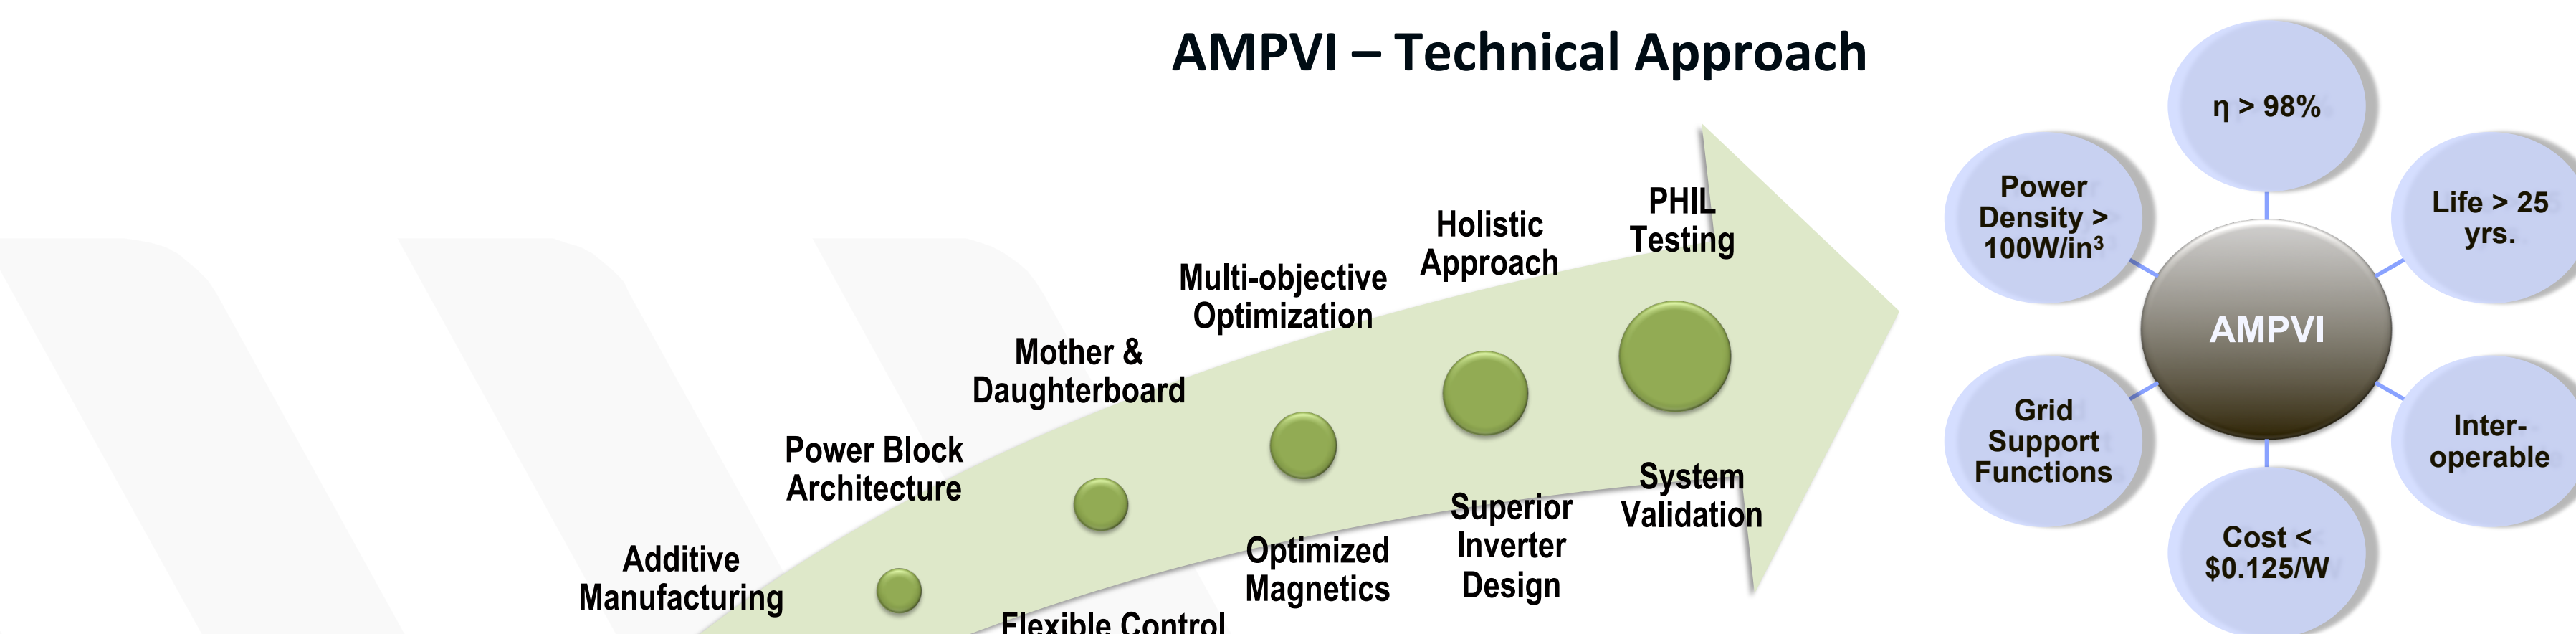 AMPVI – Technical Approach
η > 98%
Power
Density >
100W/in³
Life > 25
yrs.
AMPVI
Grid
Support
Functions
Inter-
operable
Cost <
$0.125/W
PHIL
Testing
Holistic
Approach
Multi-objective
Optimization
Mother &
Daughterboard
Power Block
Architecture
Additive
Manufacturing
System
Validation
Superior
Inverter
Design
Optimized
Magnetics
Flexible Control